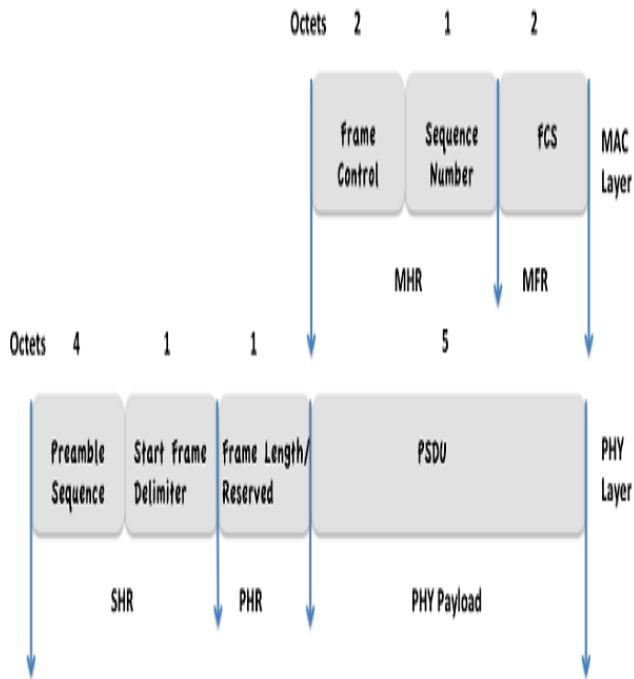 Octets 2 1 2
Frame Control
Sequence Number
FCS
MAC Layer
MHR MFR
Octets 4 1 1 5
Preamble Sequence
Start Frame Delimiter
Frame Length/ Reserved
PSDU
PHY Layer
SHR PHR PHY Payload